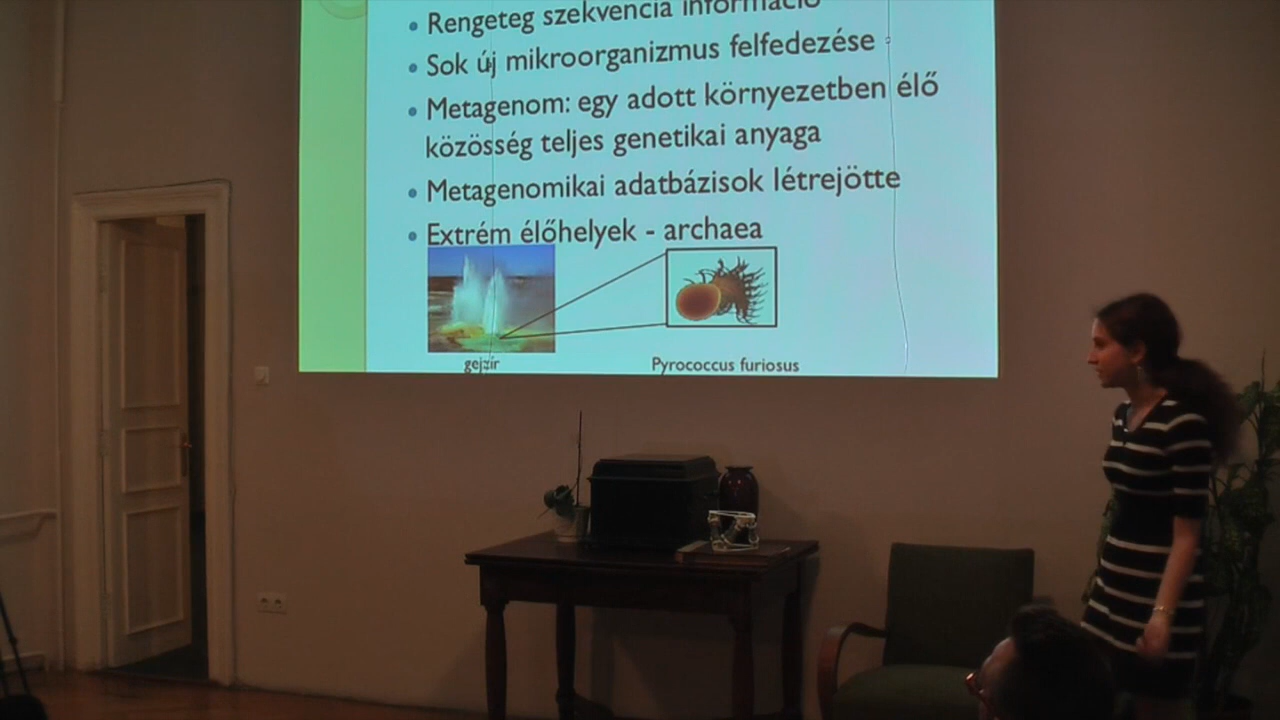 Rengeteg szekvencia információ
Sok új mikroorganizmus felfedezése
Metagenom: egy adott környezetben élő
közösség teljes genetikai anyaga
Metagenomikai adatbázisok létrejötte
Extrém élőhelyek - archaea
gejzír
Pyrococcus furiosus